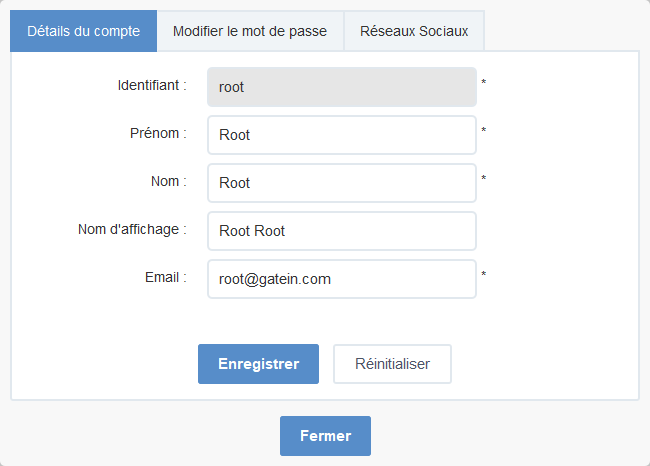 Détails du compte Modifier le mot de passe Réseaux Sociaux
Identifiant : root *
Prénom : Root *
Nom : Root *
Nom d'affichage : Root Root
Email : root@gatein.com *
Enregistrer Réinitialiser
Fermer